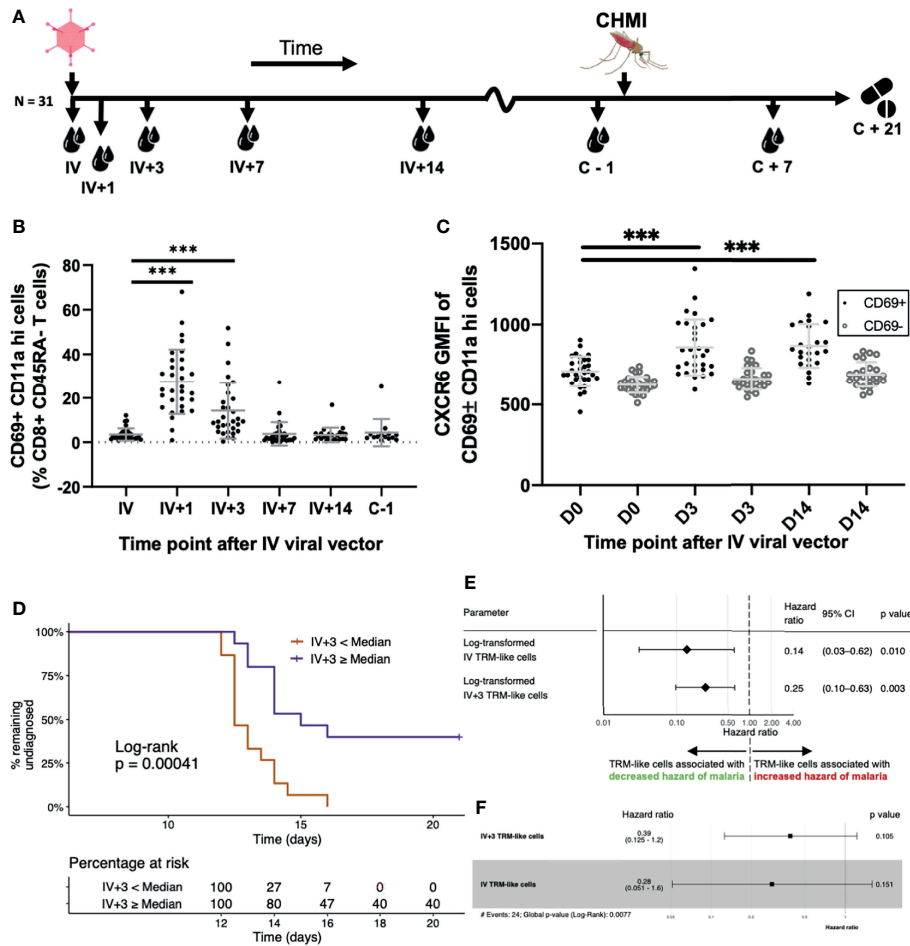 A
Time
CHMI
N = 31
IV
IV+1
IV+3
IV+7
IV+14
C - 1
C + 7
C + 21
B
CD69+ CD11a hi cells
(% CD8+ CD45RA- T cells)
80
60
40
20
0
-20
***
***
IV
IV+1
IV+3
IV+7
IV+14
C-1
Time point after IV viral vector
C
CXCR6 GMFI of
CD69± CD11a hi cells
1500
1000
500
0
***
***
CD69+
CD69-
D0
D0
D3
D3
D14
D14
Time point after IV viral vector
D
% remaining
undiagnosed
100%
75%
50%
25%
0%
IV+3 < Median
IV+3 ≥ Median
Log-rank
p = 0.00041
10
15
20
Time (days)
Percentage at risk
IV+3 < Median 100 27 7 0 0
IV+3 ≥ Median 100 80 47 40 40
12 14 16 18 20
Time (days)
E
Parameter
Hazard
ratio
95% CI
p value
Log-transformed
IV TRM-like cells
0.14 (0.03–0.62) 0.010
Log-transformed
IV+3 TRM-like cells
0.25 (0.10–0.63) 0.003
0.01 0.10 0.50 1.00 2.00 4.00
Hazard ratio
TRM-like cells associated with
decreased hazard of malaria
TRM-like cells associated with
increased hazard of malaria
F
Hazard ratio
p value
IV+3 TRM-like cells
0.39
(0.125 - 1.2)
0.105
IV TRM-like cells
0.28
(0.051 - 1.6)
0.151
# Events: 24; Global p-value (Log-Rank): 0.0077
Hazard ratio